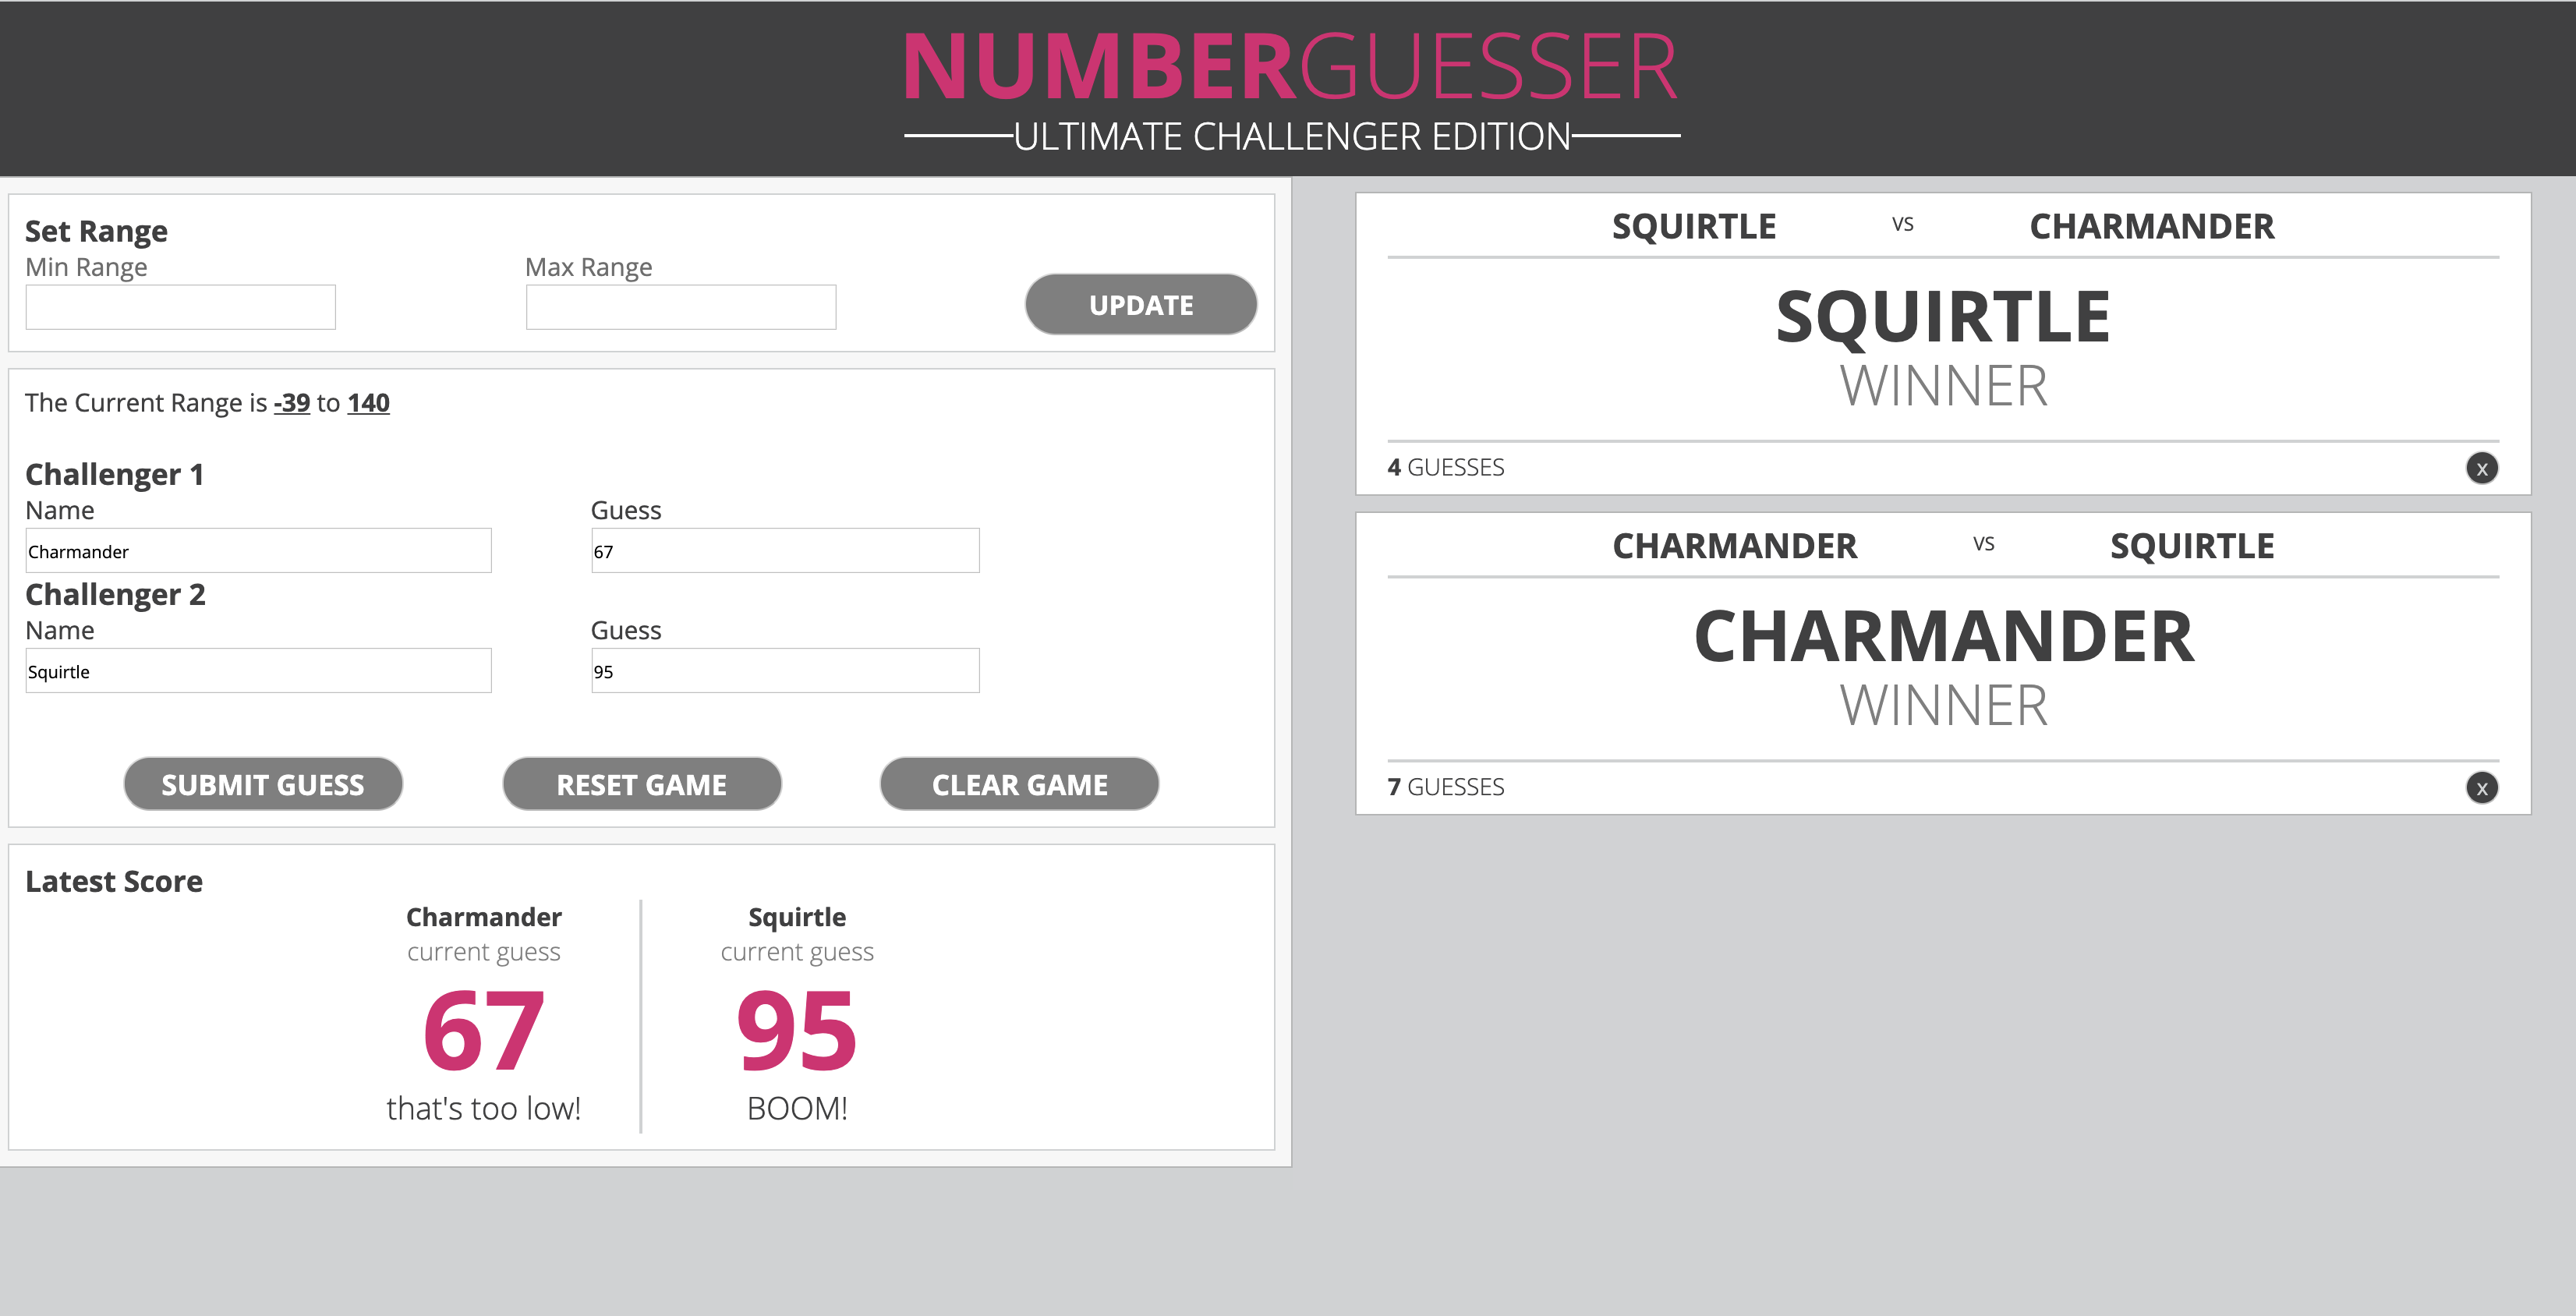 NUMBERGUESSER
ULTIMATE CHALLENGER EDITION
Set Range
Min Range Max Range
UPDATE
The Current Range is -39 to 140
Challenger 1
Name Guess
Charmander 67
Challenger 2
Name Guess
Squirtle 95
SUBMIT GUESS RESET GAME CLEAR GAME
Latest Score
Charmander
current guess
67
that's too low!
Squirtle
current guess
95
BOOM!
SQUIRTLE VS CHARMANDER
SQUIRTLE
WINNER
4 GUESSES x
CHARMANDER VS SQUIRTLE
CHARMANDER
WINNER
7 GUESSES x